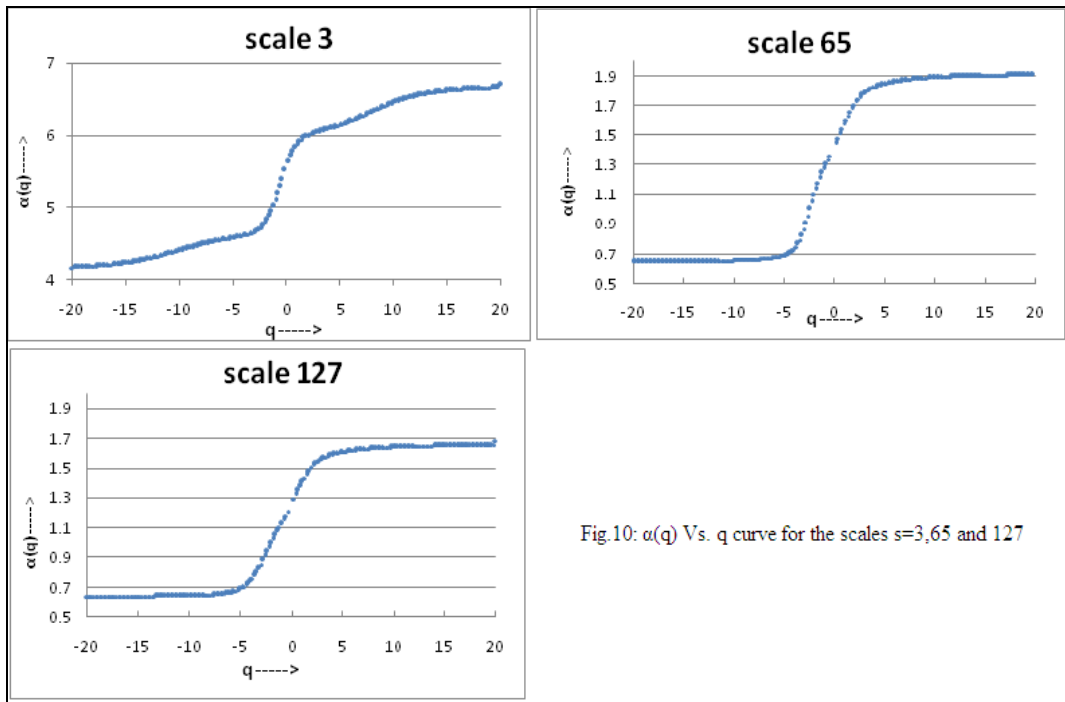 scale 3
7
6
5
4
α(q)---->
-20 -15 -10 -5 0 5 10 15 20
q----->
scale 65
1.9
1.7
1.5
1.3
1.1
0.9
0.7
0.5
α(q)---->
-20 -15 -10 -5 0 5 10 15 20
q----->
scale 127
1.9
1.7
1.5
1.3
1.1
0.9
0.7
0.5
α(q)----->
-20 -15 -10 -5 0 5 10 15 20
q----->
Fig.10: α(q) Vs. q curve for the scales s=3,65 and 127